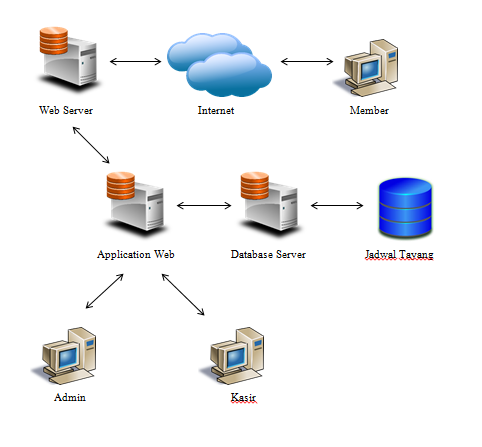 Web Server
Internet
Member
Application Web
Database Server
Jadwal Tayang
Admin
Kasir